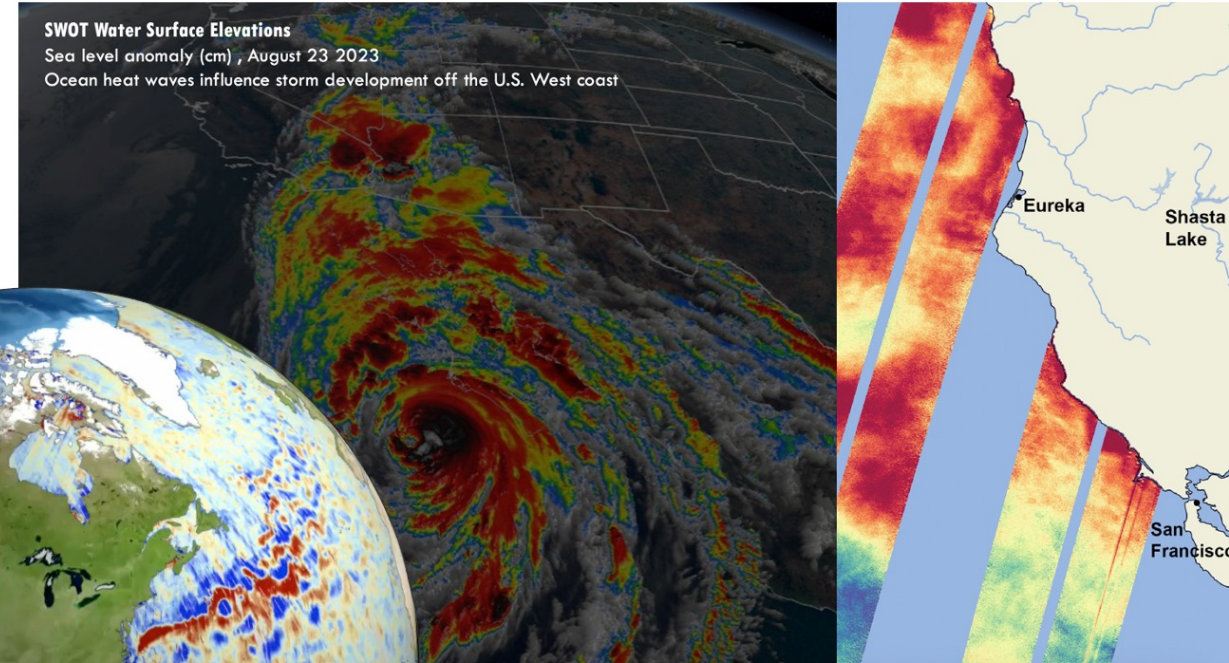 SWOT Water Surface Elevations
Sea level anomaly (cm) , August 23 2023
Ocean heat waves influence storm development off the U.S. West coast
Eureka
Shasta
Lake
San
Francisco